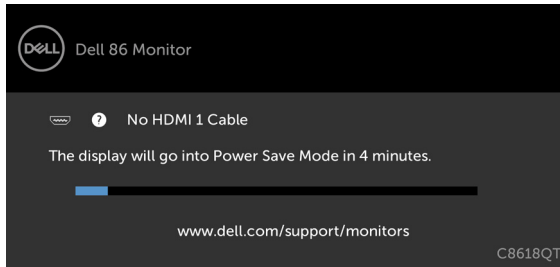 DELL
Dell 86 Monitor
? No HDMI 1 Cable
The display will go into Power Save Mode in 4 minutes.
www.dell.com/support/monitors
C8618QT